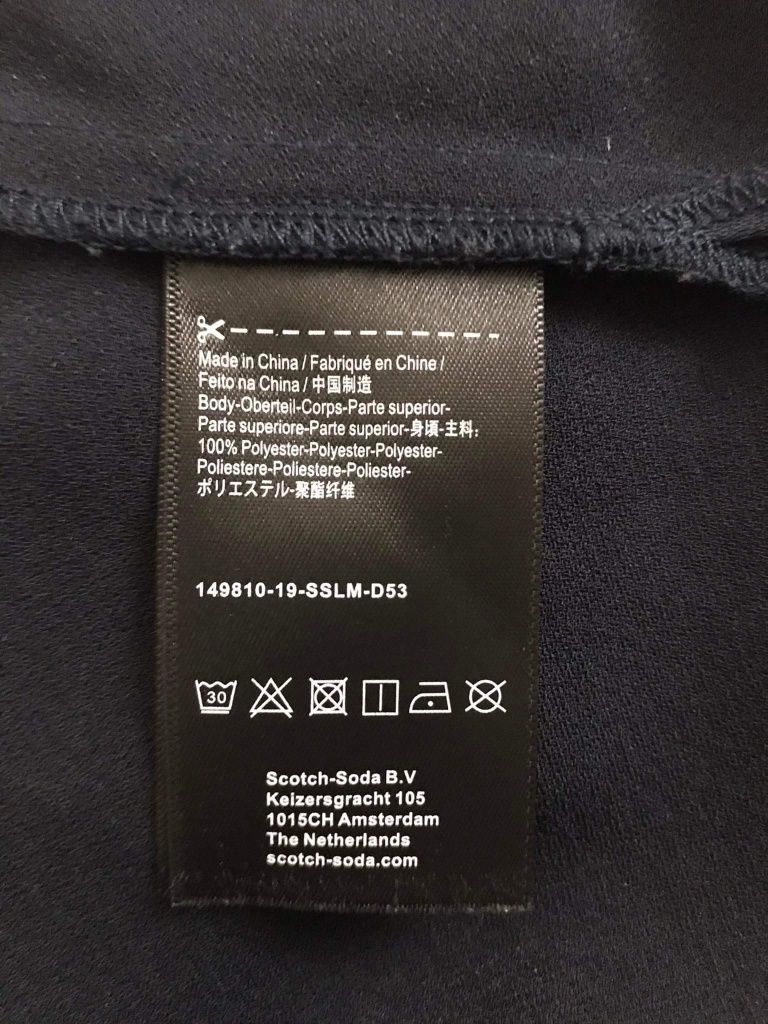 Made in China / Fabriqué en Chine /
Feito na China / 中国制造
Body-Oberteil-Corps-Parte superior-
Parte superiore-Parte superior-身頃-主料:
100% Polyester-Polyester-Polyester-
Poliestere-Poliestere-Poliester-
ポリエステル-聚酯纤维
149810-19-SSLM-D53
30
Scotch-Soda B.V
Keizersgracht 105
1015CH Amsterdam
The Netherlands
scotch-soda.com